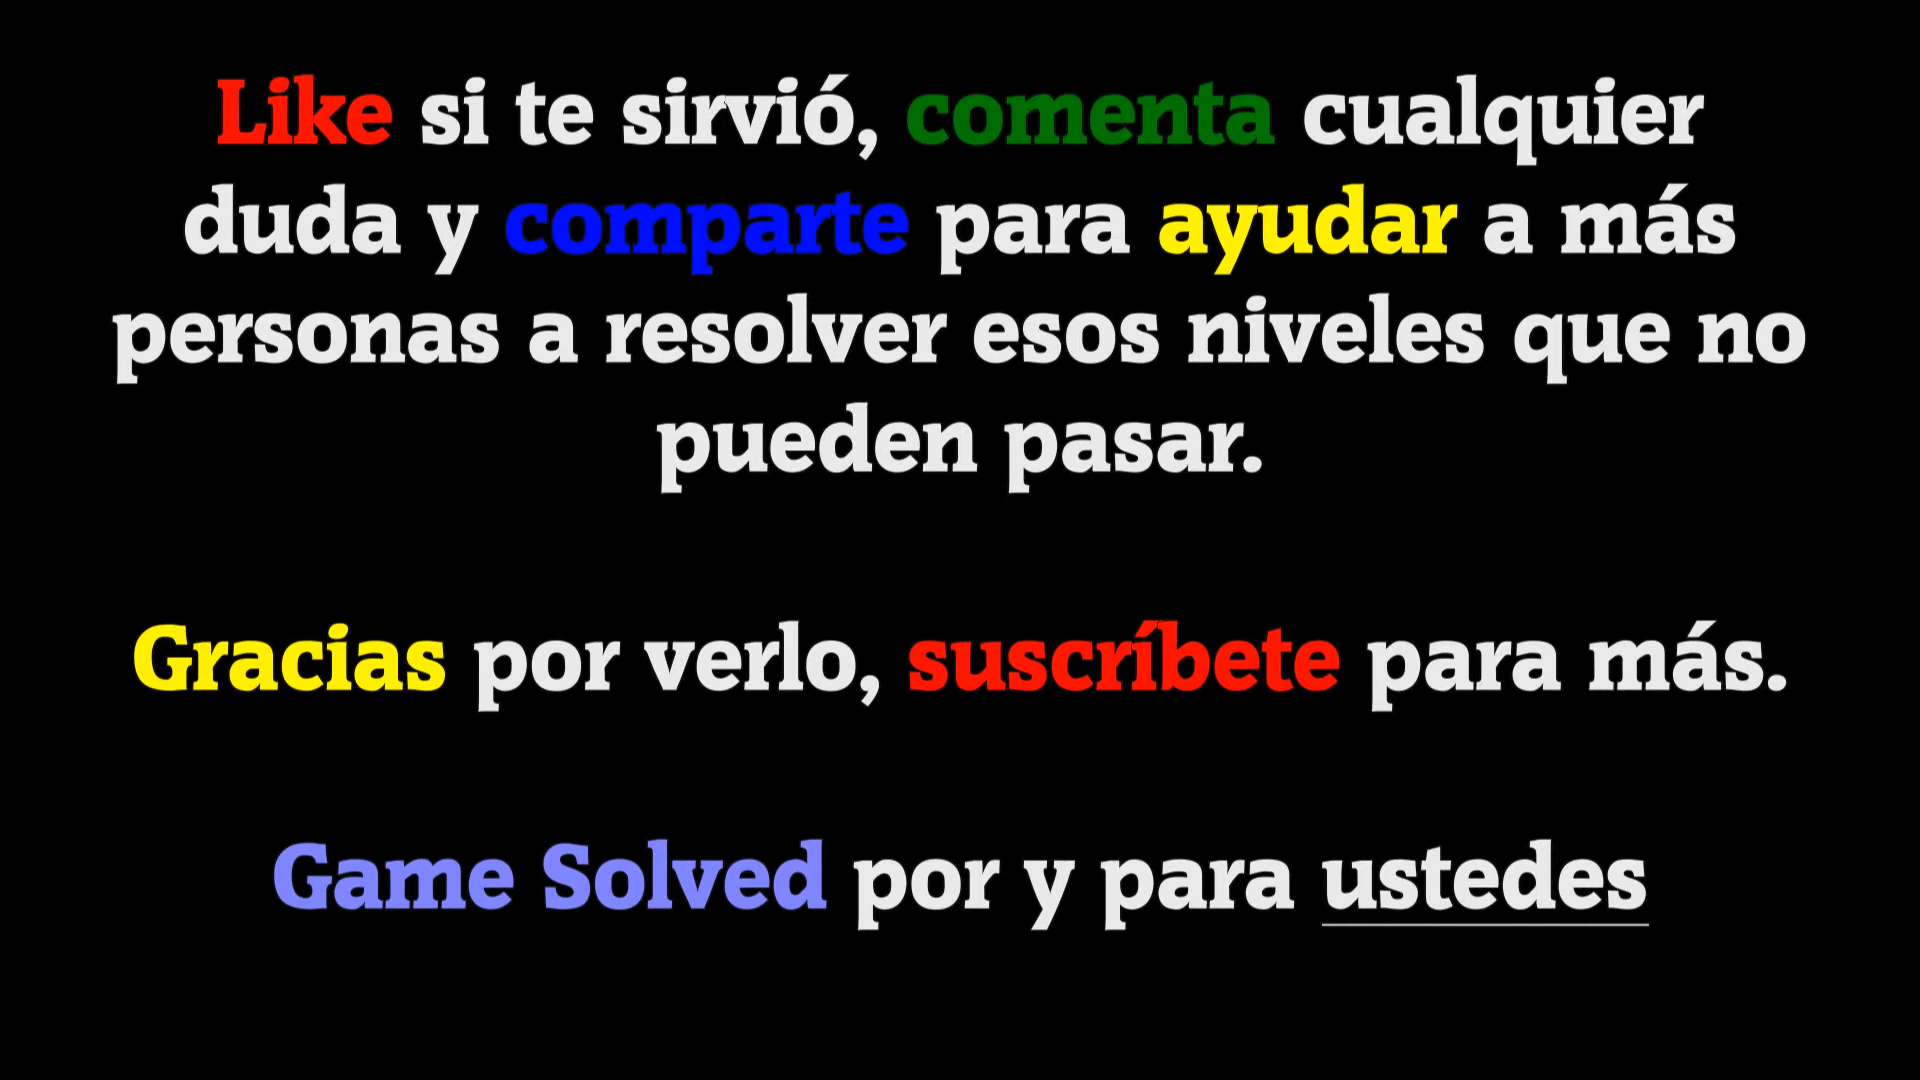 Like si te sirvió, comenta cualquier
duda y comparte para ayudar a más
personas a resolver esos niveles que no
pueden pasar.
Gracias por verlo, suscríbete para más.
Game Solved por y para ustedes